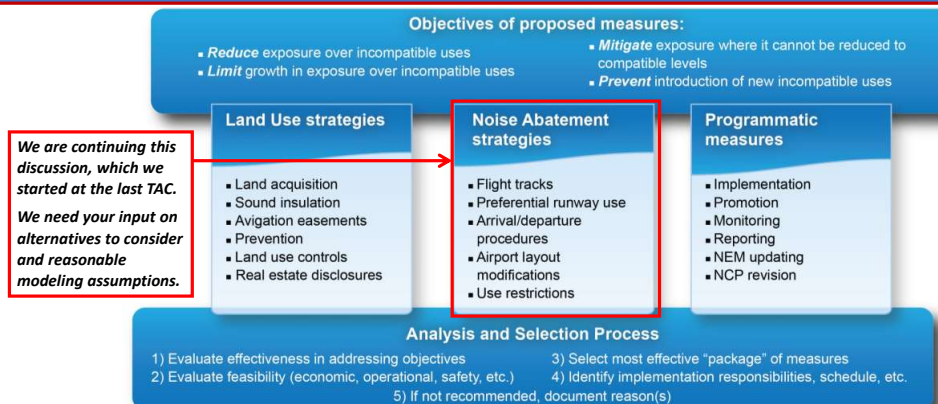 Objectives of proposed measures:
▪ Reduce exposure over incompatible uses
▪ Limit growth in exposure over incompatible uses
▪ Mitigate exposure where it cannot be reduced to
compatible levels
▪ Prevent introduction of new incompatible uses
We are continuing this
discussion, which we
started at the last TAC.
We need your input on
alternatives to consider
and reasonable
modeling assumptions.
Land Use strategies
▪ Land acquisition
▪ Sound insulation
▪ Avigation easements
▪ Prevention
▪ Land use controls
▪ Real estate disclosures
Noise Abatement
strategies
▪ Flight tracks
▪ Preferential runway use
▪ Arrival/departure
procedures
▪ Airport layout
modifications
▪ Use restrictions
Programmatic
measures
▪ Implementation
▪ Promotion
▪ Monitoring
▪ Reporting
▪ NEM updating
▪ NCP revision
Analysis and Selection Process
1) Evaluate effectiveness in addressing objectives
2) Evaluate feasibility (economic, operational, safety, etc.)
3) Select most effective “package” of measures
4) Identify implementation responsibilities, schedule, etc.
5) If not recommended, document reason(s)